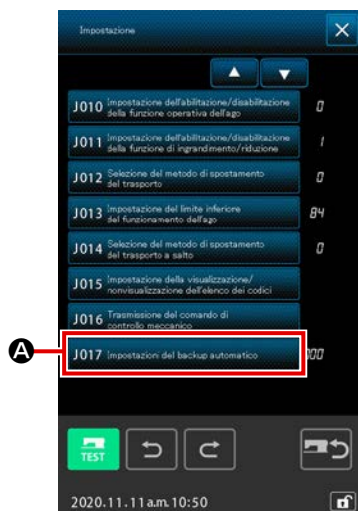 Impostazione
J010 Impostazione dell'abilitazione/disabilitazione
della funzione operativa dell'ago
0
J011 Impostazione dell'abilitazione/disabilitazione
della funzione di ingrandimento/riduzione
1
J012 Selezione del metodo di spostamento
del trasporto
0
J013 Impostazione del limite inferiore
del funzionamento dell'ago
84
J014 Selezione del metodo di spostamento
del trasporto a salto
0
J015 Impostazione della visualizzazione/
nonvisualizzazione dell'elenco dei codici
J016 Trasmissione del comando di
controllo meccanico
A
J017 Impostazioni del backup automatico
000
TEST
2020.11.11a.m.10:50